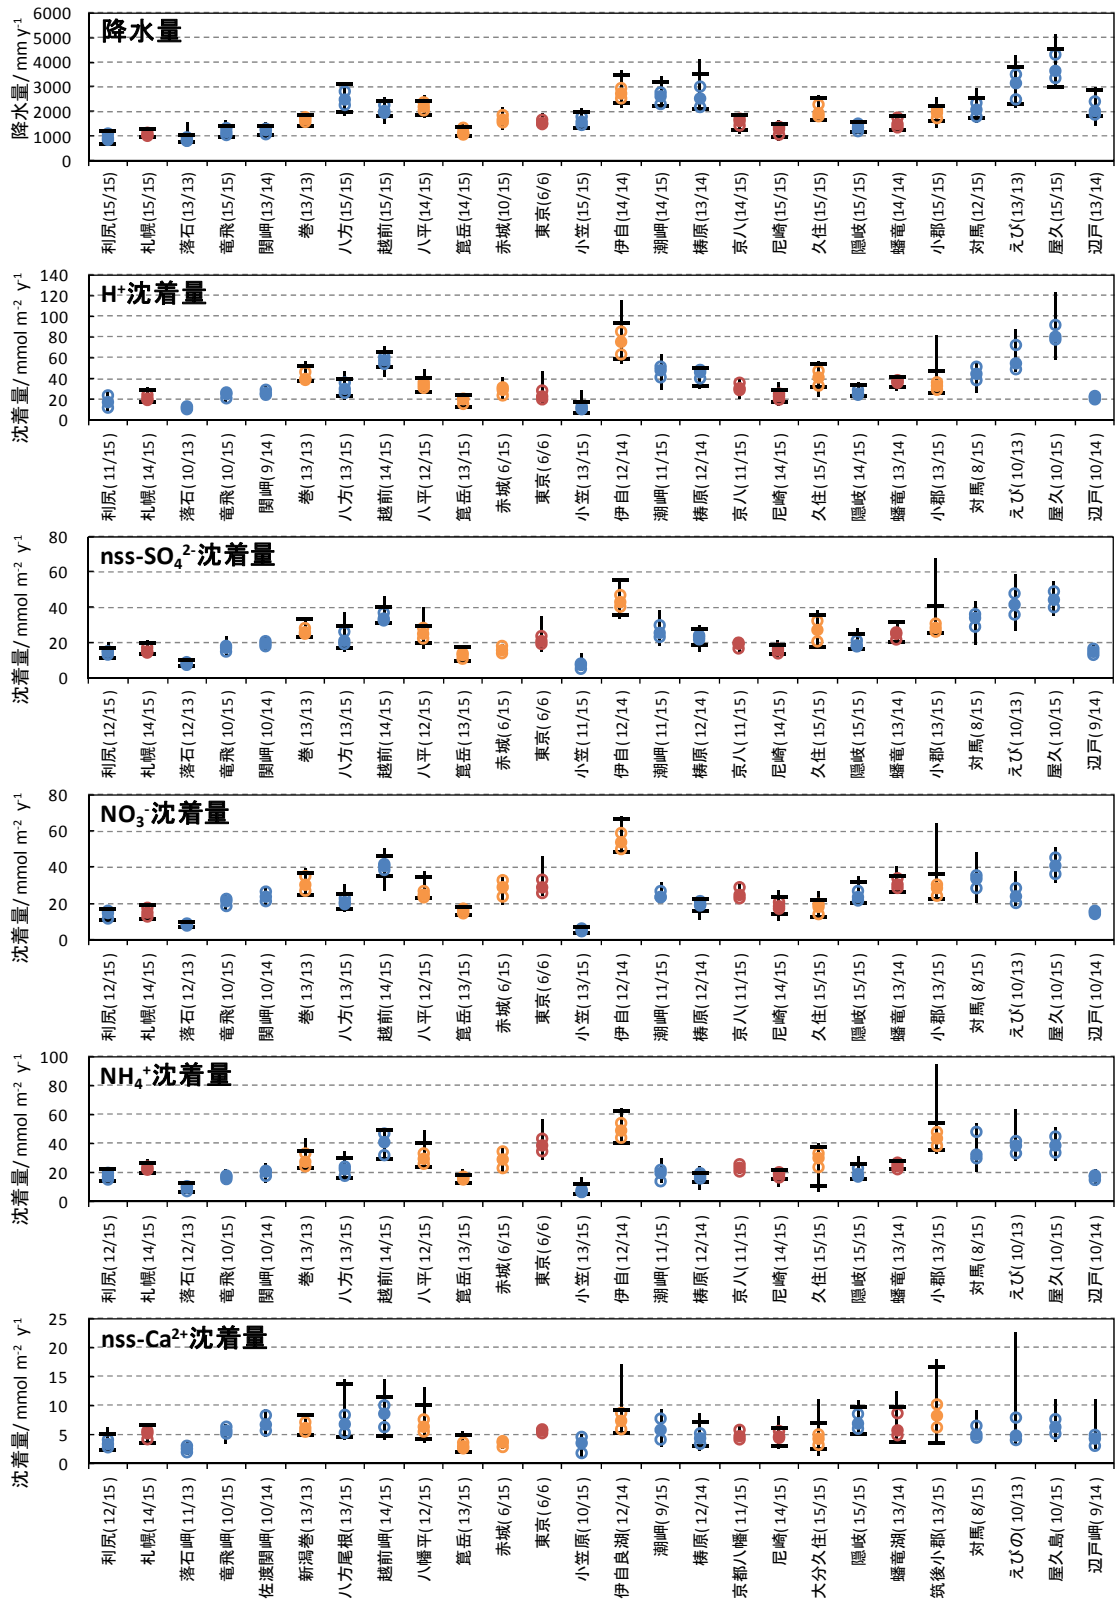 降水量
降水量/ mm y-1
6000
5000
4000
3000
2000
1000
0
利尻(15/15)
札幌(15/15)
落石(13/13)
竜飛(15/15)
関岬(13/14)
巻(13/13)
八方(15/15)
越前(15/15)
八平(14/15)
箟岳(14/15)
赤城(10/15)
東京(6/6)
小笠(15/15)
伊自(14/14)
潮岬(14/15)
梼原(13/14)
京八(14/15)
尼崎(15/15)
久住(15/15)
隠岐(15/15)
蟠竜(14/14)
小郡(15/15)
対馬(12/15)
えび(13/13)
屋久(15/15)
辺戸(13/14)
H+沈着量
沈着量/ mmol m-2 y-1
140
120
100
80
60
40
20
0
利尻(11/15)
札幌(14/15)
落石(10/13)
竜飛(10/15)
関岬(9/14)
巻(13/13)
八方(13/15)
越前(14/15)
八平(12/15)
箟岳(13/15)
赤城(6/15)
東京(6/6)
小笠(13/15)
伊自(12/14)
潮岬(11/15)
梼原(12/14)
京八(11/15)
尼崎(14/15)
久住(15/15)
隠岐(15/15)
蟠竜(13/14)
小郡(13/15)
対馬(8/15)
えび(10/13)
屋久(10/15)
辺戸(10/14)
nss-SO42-沈着量
沈着量/ mmol m-2 y-1
80
60
40
20
0
利尻(12/15)
札幌(14/15)
落石(12/13)
竜飛(10/15)
関岬(10/14)
巻(13/13)
八方(13/15)
越前(14/15)
八平(12/15)
箟岳(13/15)
赤城(6/15)
東京(6/6)
小笠(11/15)
伊自(12/14)
潮岬(11/15)
梼原(12/14)
京八(11/15)
尼崎(14/15)
久住(15/15)
隠岐(15/15)
蟠竜(13/14)
小郡(13/15)
対馬(8/15)
えび(10/13)
屋久(10/15)
辺戸(9/14)
NO3-沈着量
沈着量/ mmol m-2 y-1
80
60
40
20
0
利尻(12/15)
札幌(14/15)
落石(12/13)
竜飛(10/15)
関岬(10/14)
巻(13/13)
八方(13/15)
越前(14/15)
八平(12/15)
箟岳(13/15)
赤城(6/15)
東京(6/6)
小笠(13/15)
伊自(12/14)
潮岬(11/15)
梼原(12/14)
京八(11/15)
尼崎(14/15)
久住(15/15)
隠岐(15/15)
蟠竜(13/14)
小郡(13/15)
対馬(8/15)
えび(10/13)
屋久(10/15)
辺戸(10/14)
NH4+沈着量
沈着量/ mmol m-2 y-1
100
80
60
40
20
0
利尻(12/15)
札幌(14/15)
落石(12/13)
竜飛(10/15)
関岬(10/14)
巻(13/13)
八方(13/15)
越前(14/15)
八平(12/15)
箟岳(13/15)
赤城(6/15)
東京(6/6)
小笠(13/15)
伊自(12/14)
潮岬(11/15)
梼原(12/14)
京八(11/15)
尼崎(14/15)
久住(15/15)
隠岐(15/15)
蟠竜(13/14)
小郡(13/15)
対馬(8/15)
えび(10/13)
屋久(10/15)
辺戸(10/14)
nss-Ca2+沈着量
沈着量/ mmol m-2 y-1
25
20
15
10
5
0
利尻(12/15)
札幌(14/15)
落石岬(11/13)
竜飛岬(10/15)
佐渡関岬(10/14)
新潟巻(13/13)
八方尾根(13/15)
越前岬(14/15)
八幡平(12/15)
箟岳(13/15)
赤城(6/15)
東京(6/6)
小笠原(10/15)
伊自良湖(12/14)
潮岬(9/15)
梼原(12/14)
京都八幡(11/15)
尼崎(14/15)
大分久住(15/15)
隠岐(15/15)
蟠竜湖(13/14)
筑後小郡(13/15)
対馬(8/15)
えびの(10/13)
屋久島(10/15)
辺戸岬(9/14)